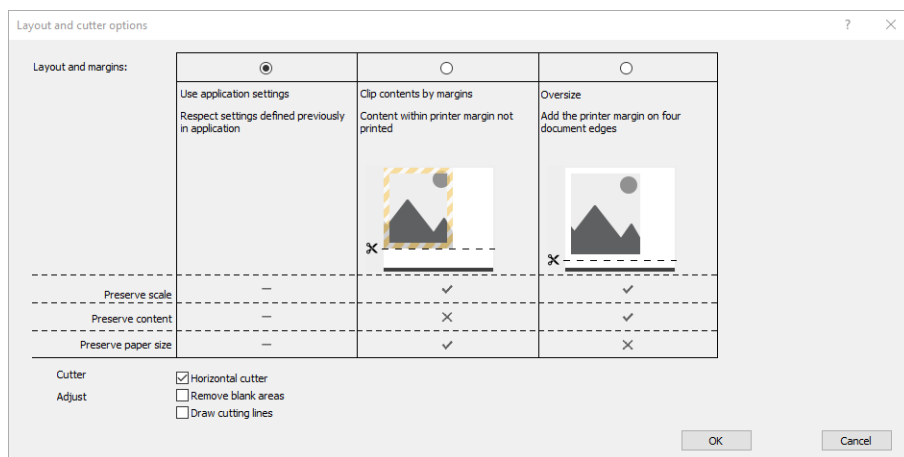 Layout and cutter options
Layout and margins:
Use application settings
Respect settings defined previously
in application
Clip contents by margins
Content within printer margin not
printed
Oversize
Add the printer margin on four
document edges
Preserve scale
Preserve content
Preserve paper size
Cutter
Horizontal cutter
Adjust
Remove blank areas
Draw cutting lines
OK
Cancel